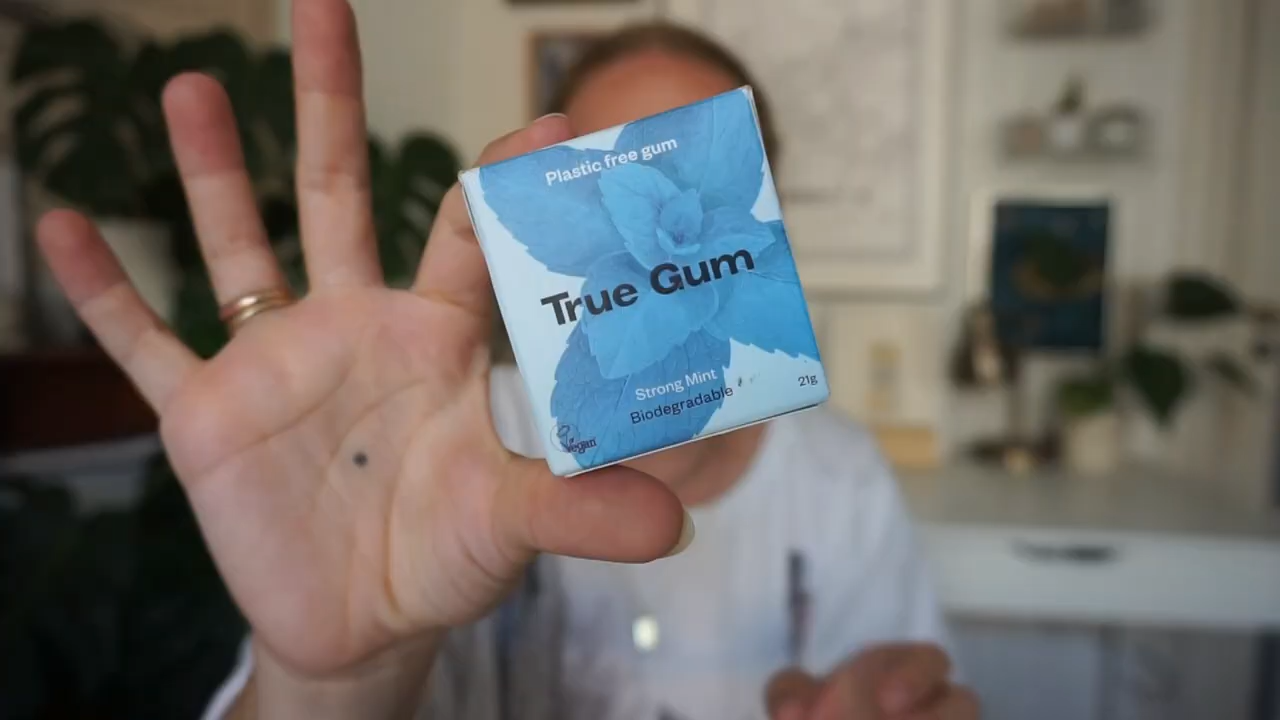 Plastic free gum
True Gum
Strong Mint
Biodegradable
21g
Vegan